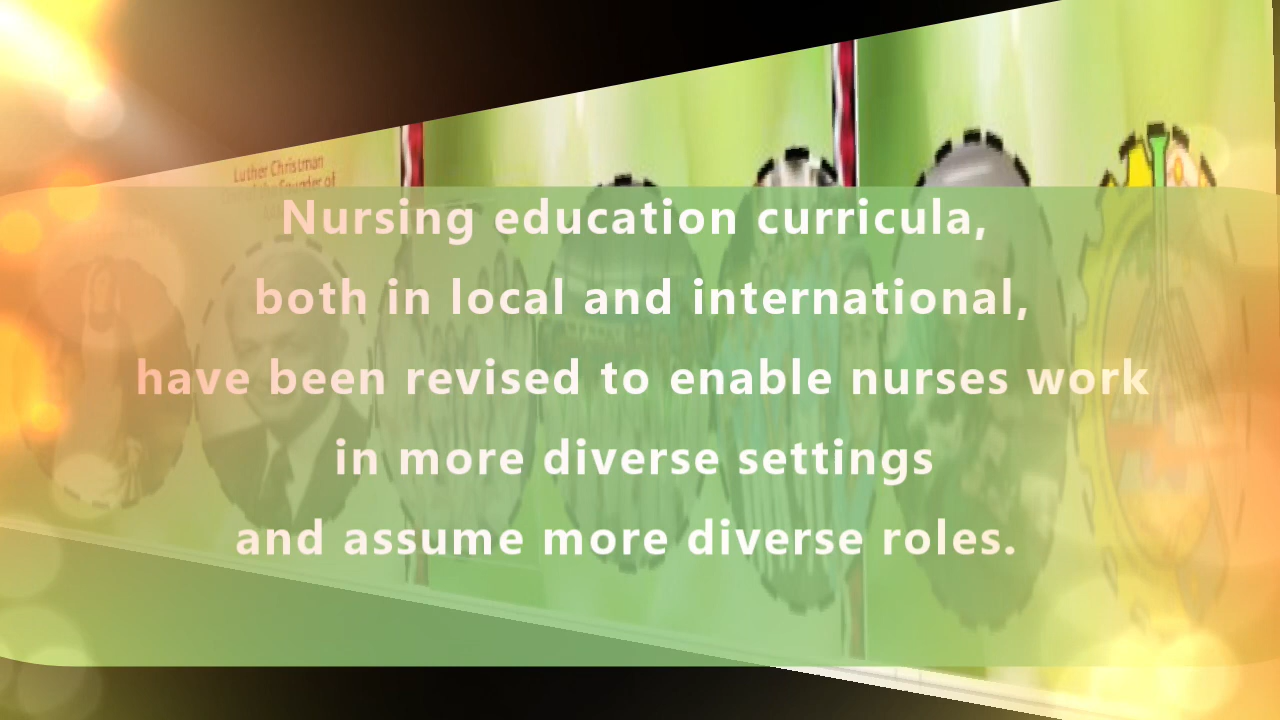 Luther Christman
Nursing education curricula,
both in local and international,
have been revised to enable nurses work
in more diverse settings
and assume more diverse roles.